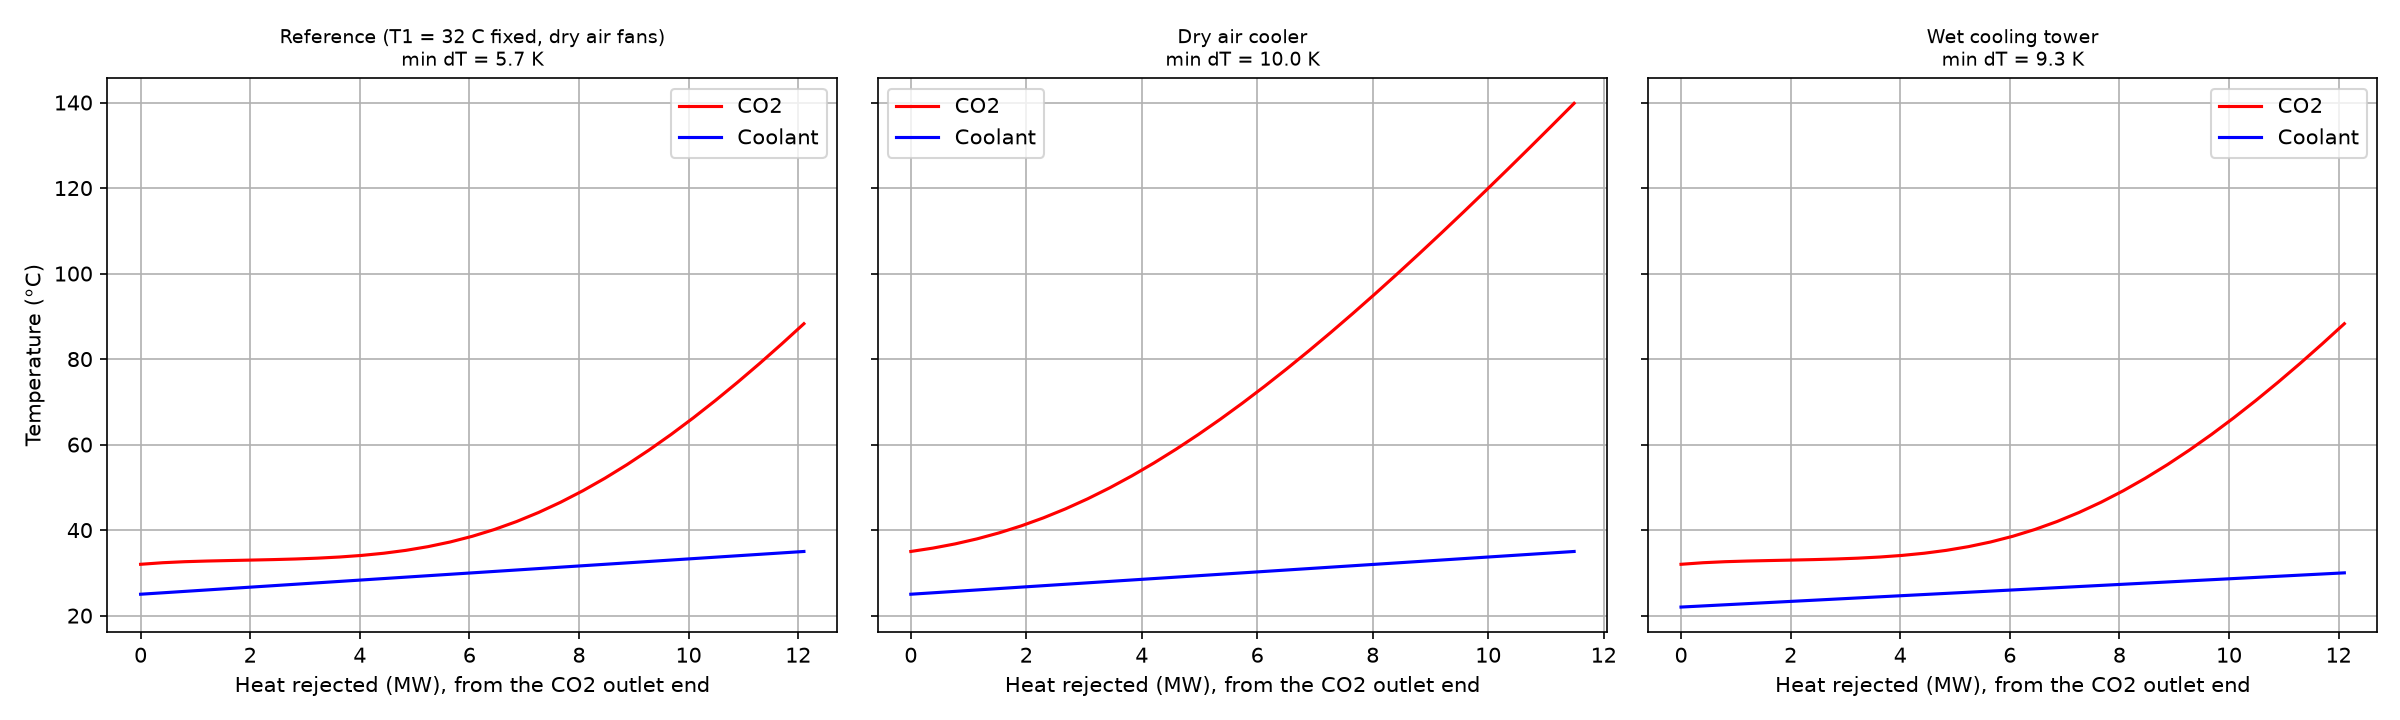 Reference (T1 = 32 C fixed, dry air fans)
min dT = 5.7 K
Dry air cooler
min dT = 10.0 K
Wet cooling tower
min dT = 9.3 K
Temperature (°C)
140
120
100
80
60
40
20
CO2
Coolant
0 2 4 6 8 10 12
Heat rejected (MW), from the CO2 outlet end
CO2
Coolant
0 2 4 6 8 10 12
Heat rejected (MW), from the CO2 outlet end
CO2
Coolant
0 2 4 6 8 10 12
Heat rejected (MW), from the CO2 outlet end